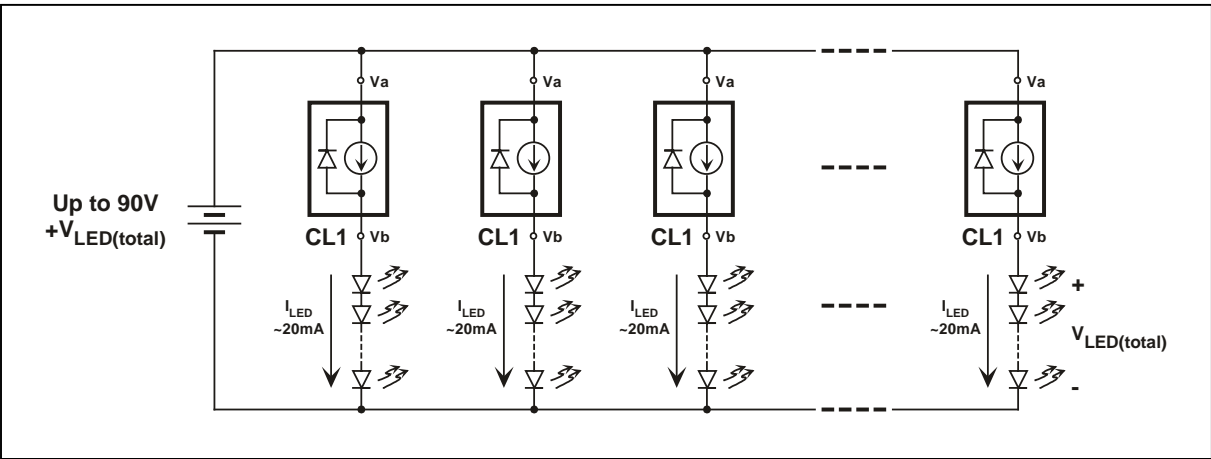 Va
Va
Va
Va
Up to 90V
+VLED(total)
CL1 Vb
CL1 Vb
CL1 Vb
CL1 Vb
ILED
~20mA
ILED
~20mA
ILED
~20mA
ILED
~20mA
+
VLED(total)
-